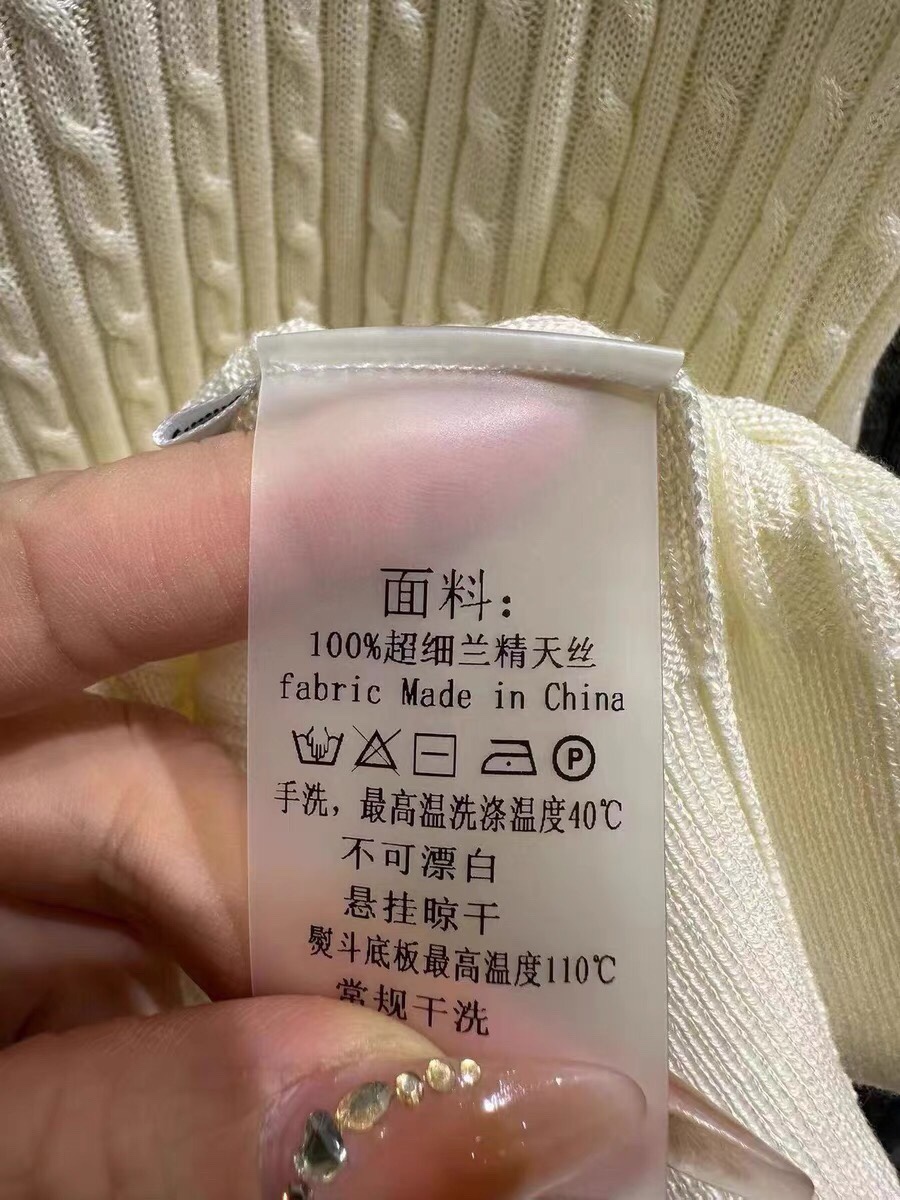 面料：
100%超细兰精天丝
fabric Made in China
P
手洗，最高温洗涤温度40℃
不可漂白
悬挂晾干
熨斗底板最高温度110℃
常规干洗